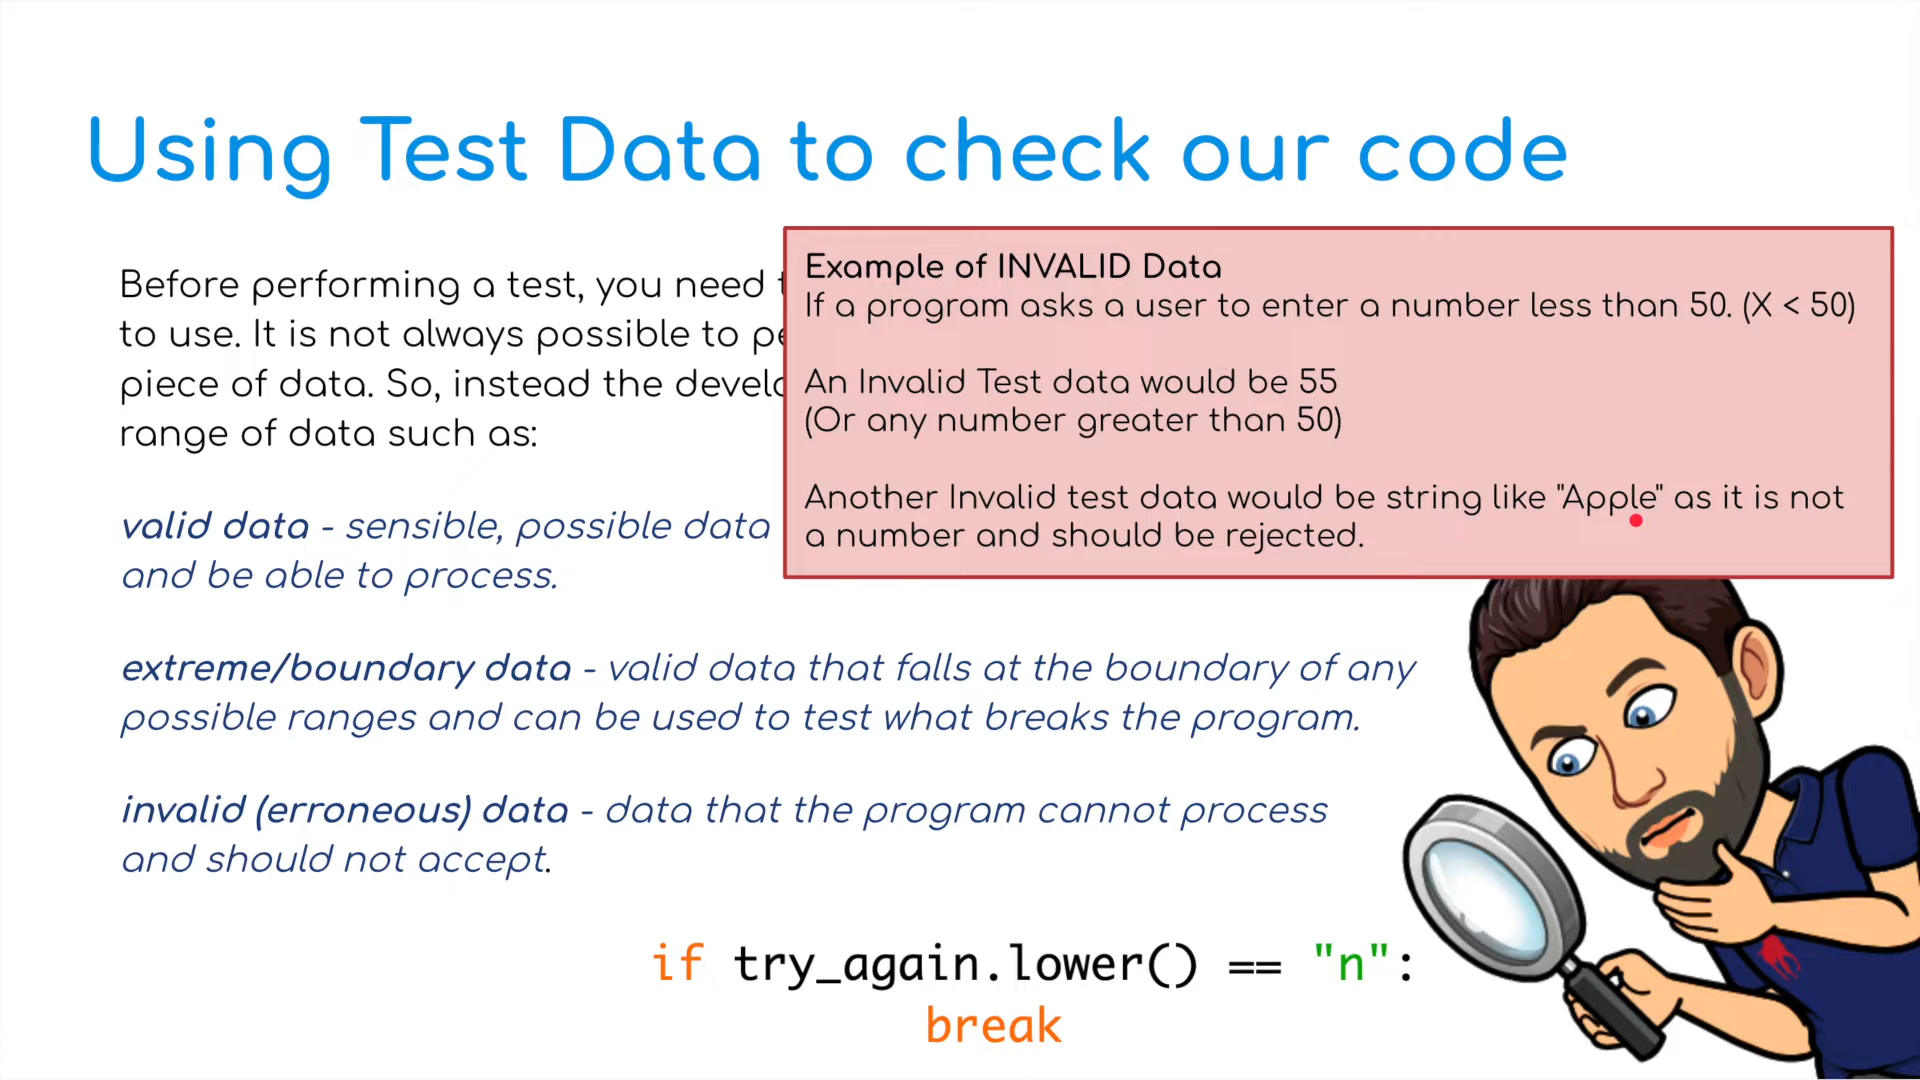 Using Test Data to check our code
Before performing a test, you need
to use. It is not always possible to
piece of data. So, instead the
range of data such as:
valid data - sensible, possible data
and be able to process.
extreme/boundary data - valid data that falls at the boundary of any
possible ranges and can be used to test what breaks the program.
invalid (erroneous) data - data that the program cannot process
and should not accept.
Example of INVALID Data
If a program asks a user to enter a number less than 50. (X < 50)
An Invalid Test data would be 55
(Or any number greater than 50)
Another Invalid test data would be string like "Apple" as it is not
a number and should be rejected.
if try_again.lower() == "n":
break